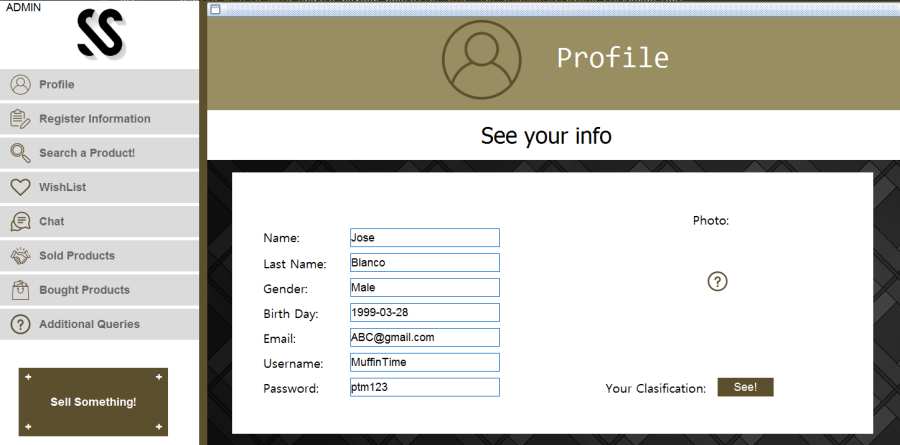 ADMIN
SS
Profile
Register Information
Search a Product!
WishList
Chat
Sold Products
Bought Products
Additional Queries
Sell Something!
Profile
See your info
Photo:
Name: Jose
Last Name: Blanco
Gender: Male
Birth Day: 1999-03-28
Email: ABC@gmail.com
Username: MuffinTime
Password: ptm123
Your Clasification: See!